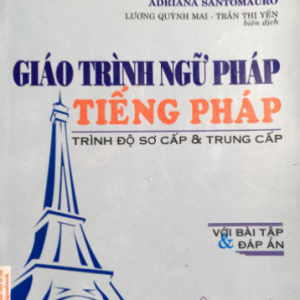 ADRIANA SANTOMAURO
LƯƠNG QUỲNH MAI - TRẦN THỊ YẾN
biên dịch
GIÁO TRÌNH NGỮ PHÁP
TIẾNG PHÁP
TRÌNH ĐỘ SƠ CẤP & TRUNG CẤP
VỚI BÀI TẬP
& ĐÁP ÁN